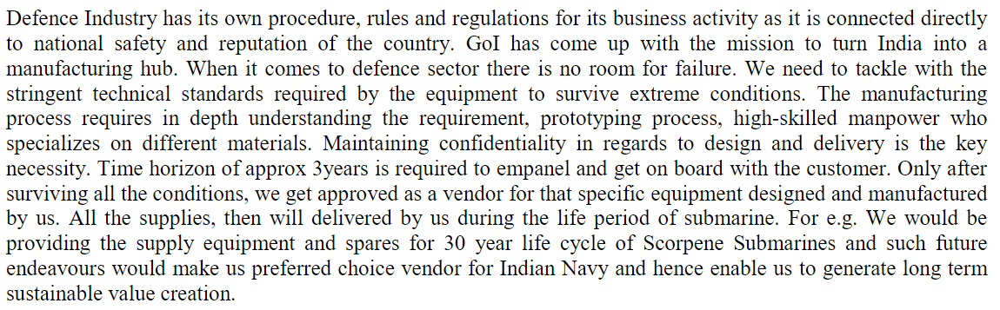 Defence Industry has its own procedure, rules and regulations for its business activity as it is connected directly
to national safety and reputation of the country. GoI has come up with the mission to turn India into a
manufacturing hub. When it comes to defence sector there is no room for failure. We need to tackle with the
stringent technical standards required by the equipment to survive extreme conditions. The manufacturing
process requires in depth understanding the requirement, prototyping process, high-skilled manpower who
specializes on different materials. Maintaining confidentiality in regards to design and delivery is the key
necessity. Time horizon of approx 3years is required to empanel and get on board with the customer. Only after
surviving all the conditions, we get approved as a vendor for that specific equipment designed and manufactured
by us. All the supplies, then will delivered by us during the life period of submarine. For e.g. We would be
providing the supply equipment and spares for 30 year life cycle of Scorpene Submarines and such future
endeavours would make us preferred choice vendor for Indian Navy and hence enable us to generate long term
sustainable value creation.